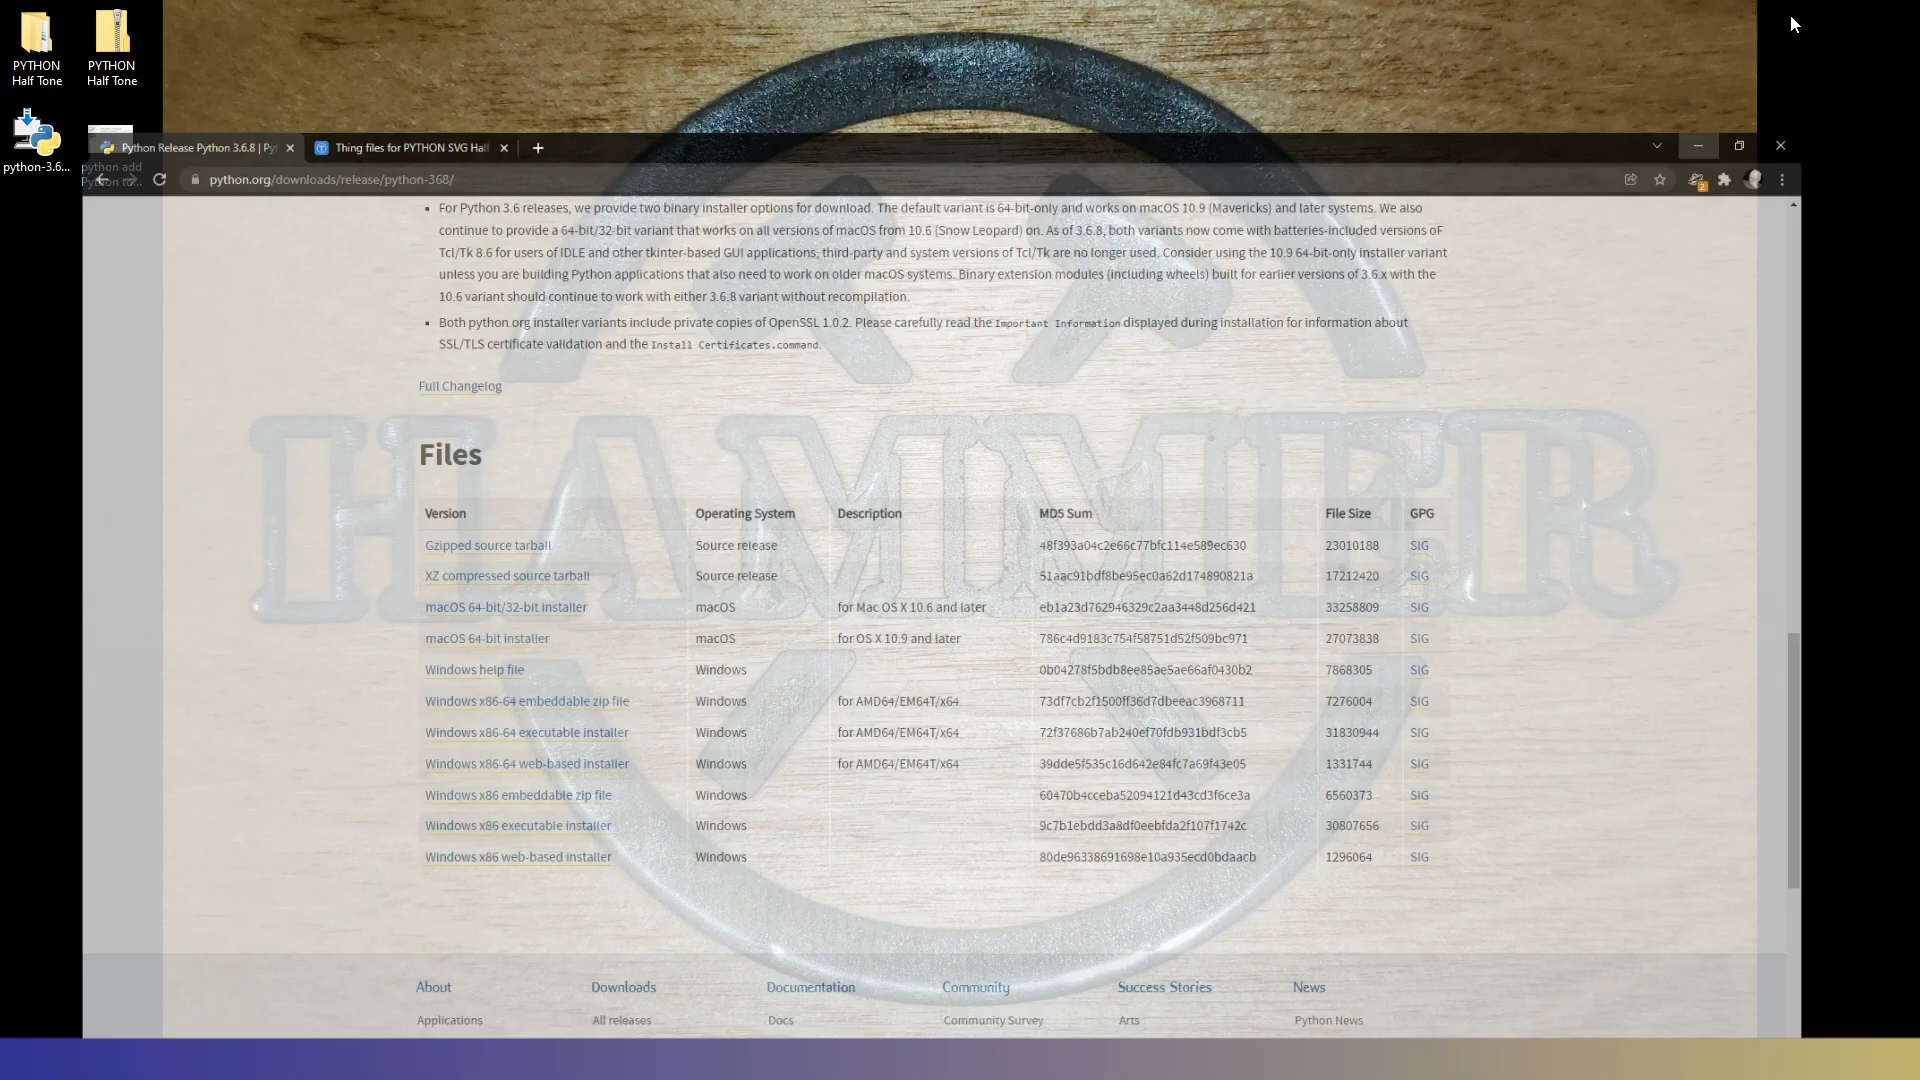 PYTHON
Half Tone
PYTHON
Half Tone
python-3.6...
python add
Python to...
Python Release Python 3.6.8 | Py
Thing files for PYTHON SVG Hal
python.org/downloads/release/python-368/
2
For Python 3.6 releases, we provide two binary installer options for download. The default variant is 64-bit-only and works on macOS 10.9 (Mavericks) and later systems. We also
continue to provide a 64-bit/32-bit variant that works on all versions of macOS from 10.6 (Snow Leopard) on. As of 3.6.8, both variants now come with batteries-included versions oF
Tcl/Tk 8.6 for users of IDLE and other tkinter-based GUI applications; third-party and system versions of Tcl/Tk are no longer used. Consider using the 10.9 64-bit-only installer variant
unless you are building Python applications that also need to work on older macOS systems. Binary extension modules (including wheels) built for earlier versions of 3.6.x with the
10.6 variant should continue to work with either 3.6.8 variant without recompilation.
Both python.org installer variants include private copies of OpenSSL 1.0.2. Please carefully read the Important Information displayed during installation for information about
SSL/TLS certificate validation and the Install Certificates.command.
Full Changelog
HAMMER
Files
Version Operating System Description MD5 Sum File Size GPG
Gzipped source tarball Source release 48f393a04c2e66c77bfc114e589ec630 23010188 SIG
XZ compressed source tarball Source release 51aac91bdf8be95ec0a62d174890821a 17212420 SIG
macOS 64-bit/32-bit installer macOS for Mac OS X 10.6 and later eb1a23d762946329c2aa3448d256d421 33258809 SIG
macOS 64-bit installer macOS for OS X 10.9 and later 786c4d9183c754f58751d52f509bc971 27073838 SIG
Windows help file Windows 0b04278f5bdb8ee85ae5ae66af0430b2 7868305 SIG
Windows x86-64 embeddable zip file Windows for AMD64/EM64T/x64 73df7cb2f1500ff36d7dbeeac3968711 7276004 SIG
Windows x86-64 executable installer Windows for AMD64/EM64T/x64 72f37686b7ab240ef70fdb931bdf3cb5 31830944 SIG
Windows x86-64 web-based installer Windows for AMD64/EM64T/x64 39dde5f535c16d642e84fc7a69f43e05 1331744 SIG
Windows x86 embeddable zip file Windows 60470b4cceba52094121d43cd3f6ce3a 6560373 SIG
Windows x86 executable installer Windows 9c7b1ebdd3a8df0eebfda2f107f1742c 30807656 SIG
Windows x86 web-based installer Windows 80de96338691698e10a935ecd0bdaacb 1296064 SIG
About Downloads Documentation Community Success Stories News
Applications All releases Docs Community Survey Arts Python News